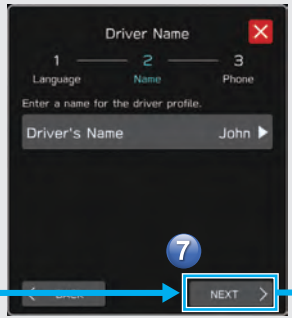 Driver Name
1 2 3
Language Name Phone
Enter a name for the driver profile.
Driver's Name John
7
BACK NEXT